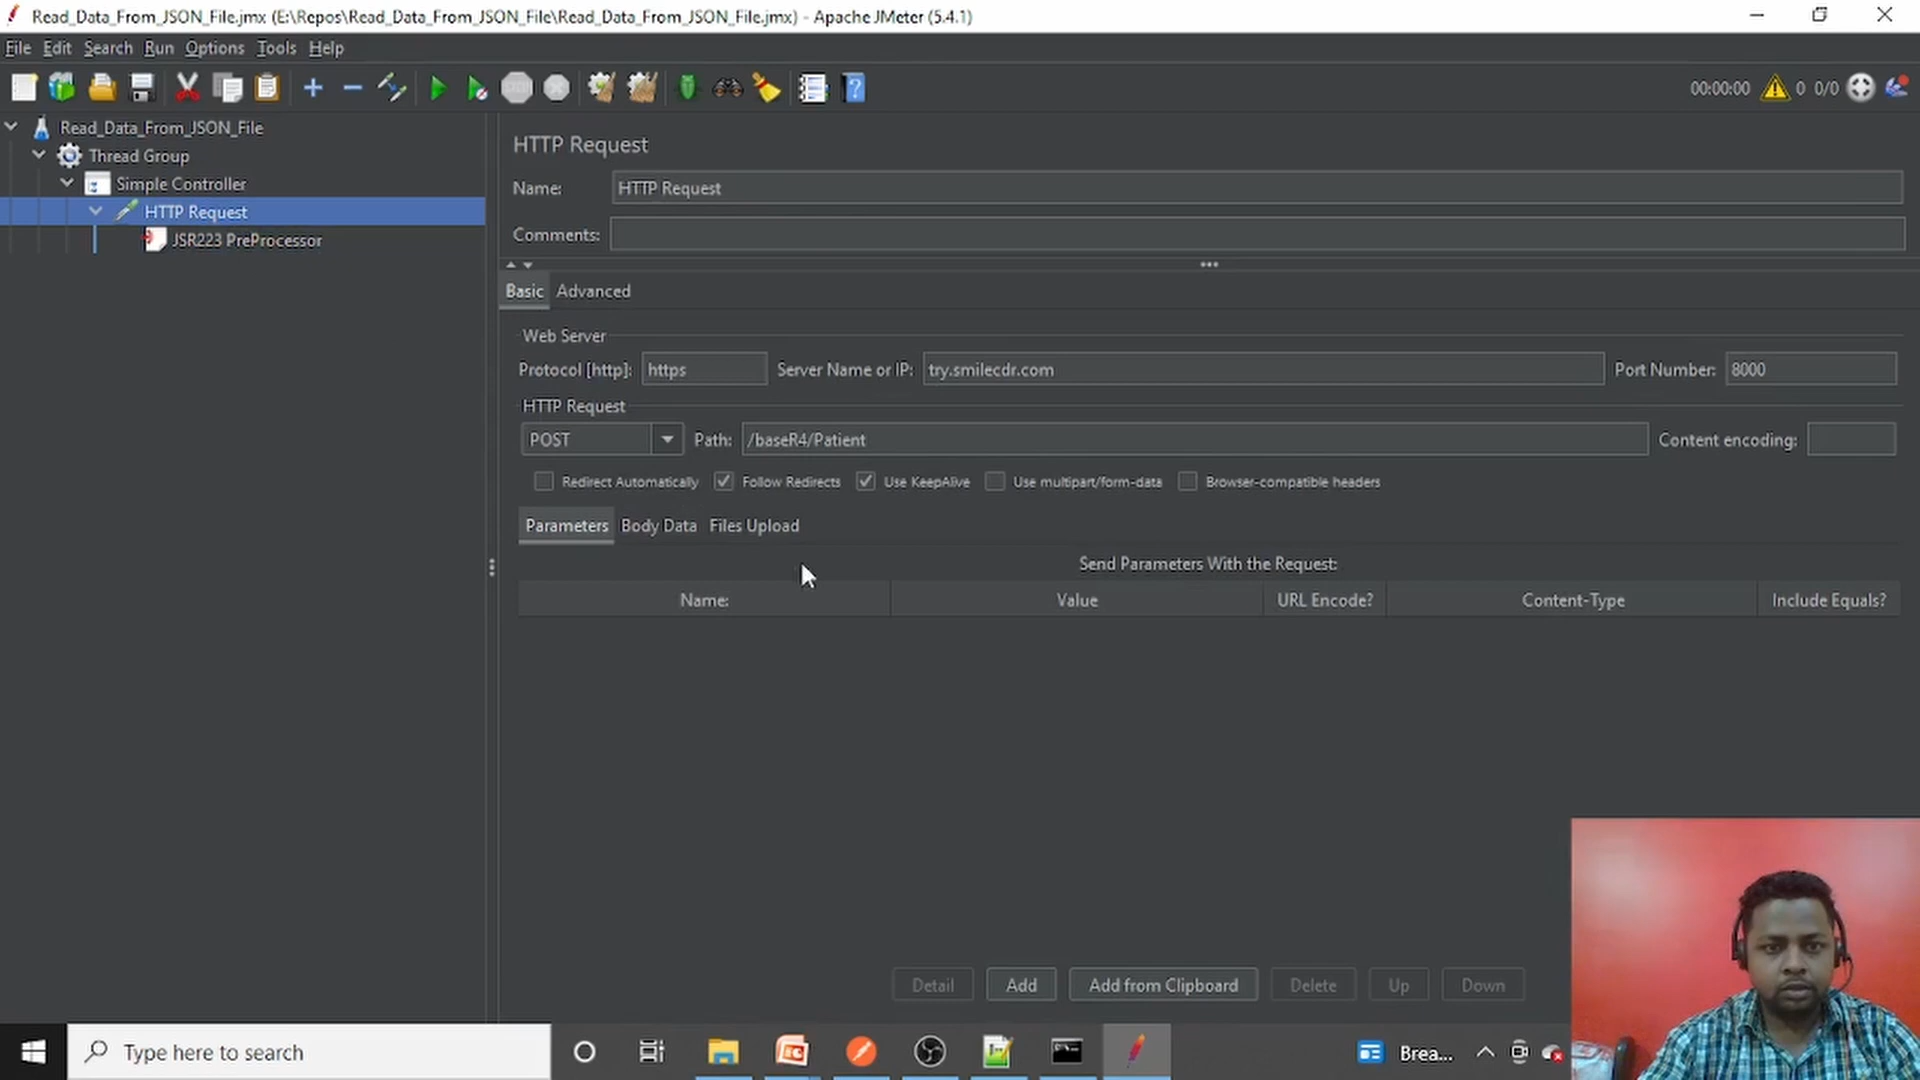 Read_Data_From_JSON_File.jmx (E:\Repos\Read_Data_From_JSON_File\Read_Data_From_JSON_File.jmx) - Apache JMeter (5.4.1)
File Edit Search Run Options Tools Help
STOP
00:00:00 0 0/0
Read_Data_From_JSON_File
Thread Group
Simple Controller
HTTP Request
JSR223 PreProcessor
HTTP Request
Name: HTTP Request
Comments:
Basic Advanced
Web Server
Protocol [http]: https Server Name or IP: try.smilecdr.com Port Number: 8000
HTTP Request
POST Path: /baseR4/Patient Content encoding:
Redirect Automatically Follow Redirects Use KeepAlive Use multipart/form-data Browser-compatible headers
Parameters Body Data Files Upload
Send Parameters With the Request:
Name: Value URL Encode? Content-Type Include Equals?
Detail Add Add from Clipboard Delete Up Down
Type here to search
Brea...